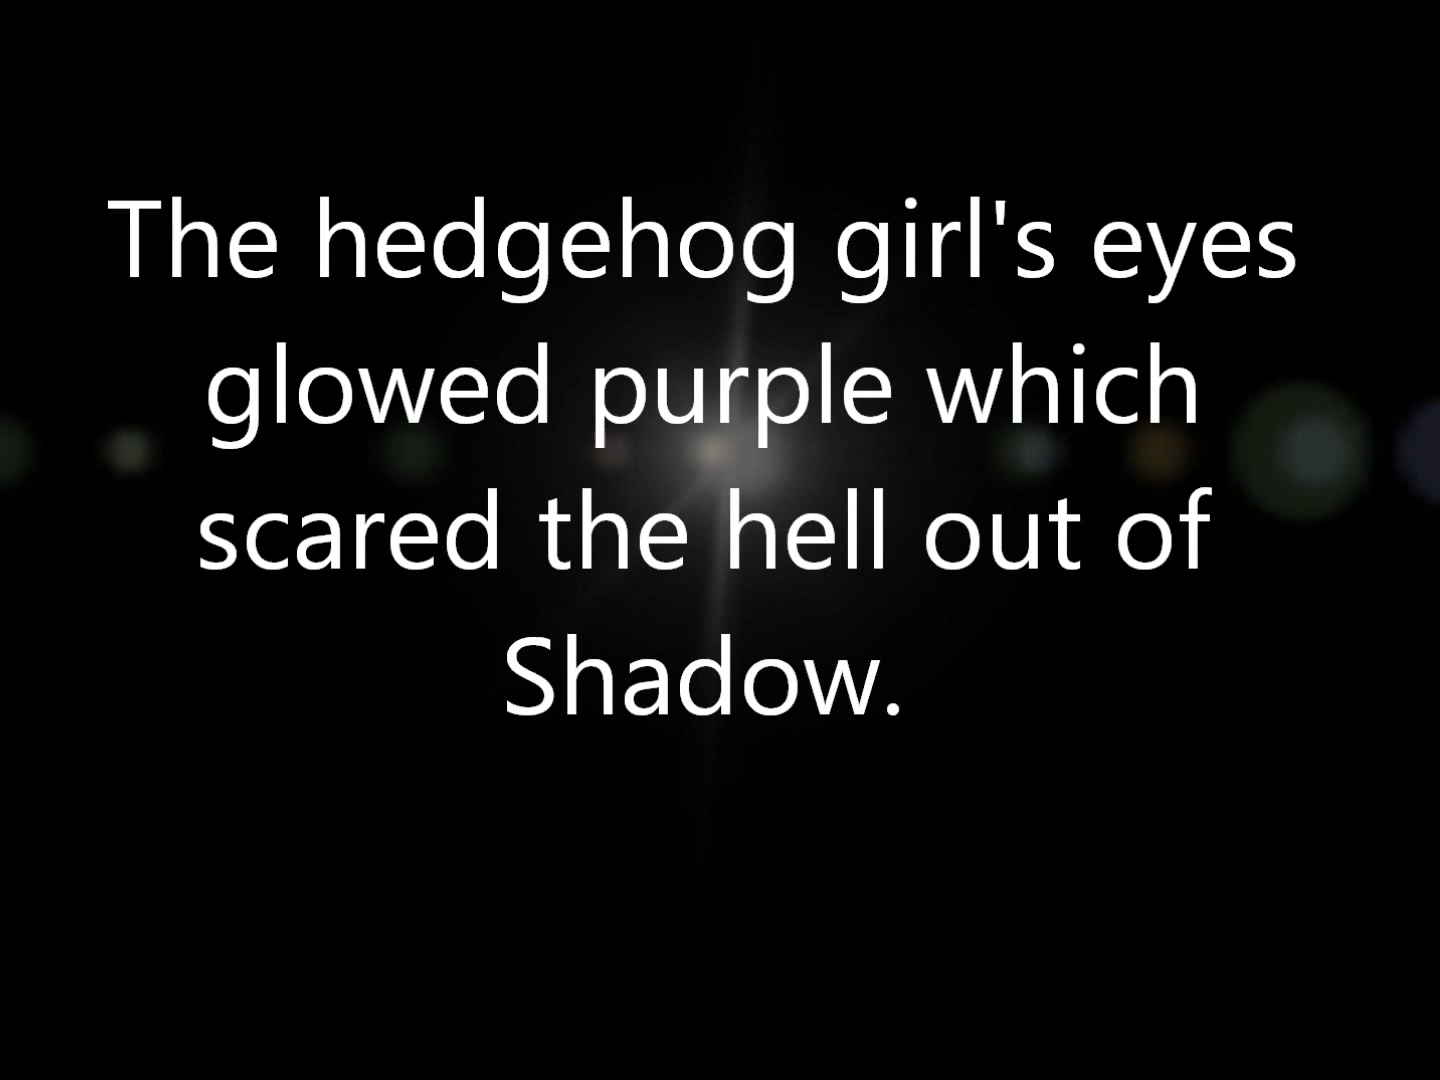 The hedgehog girl's eyes
glowed purple which
scared the hell out of
Shadow.